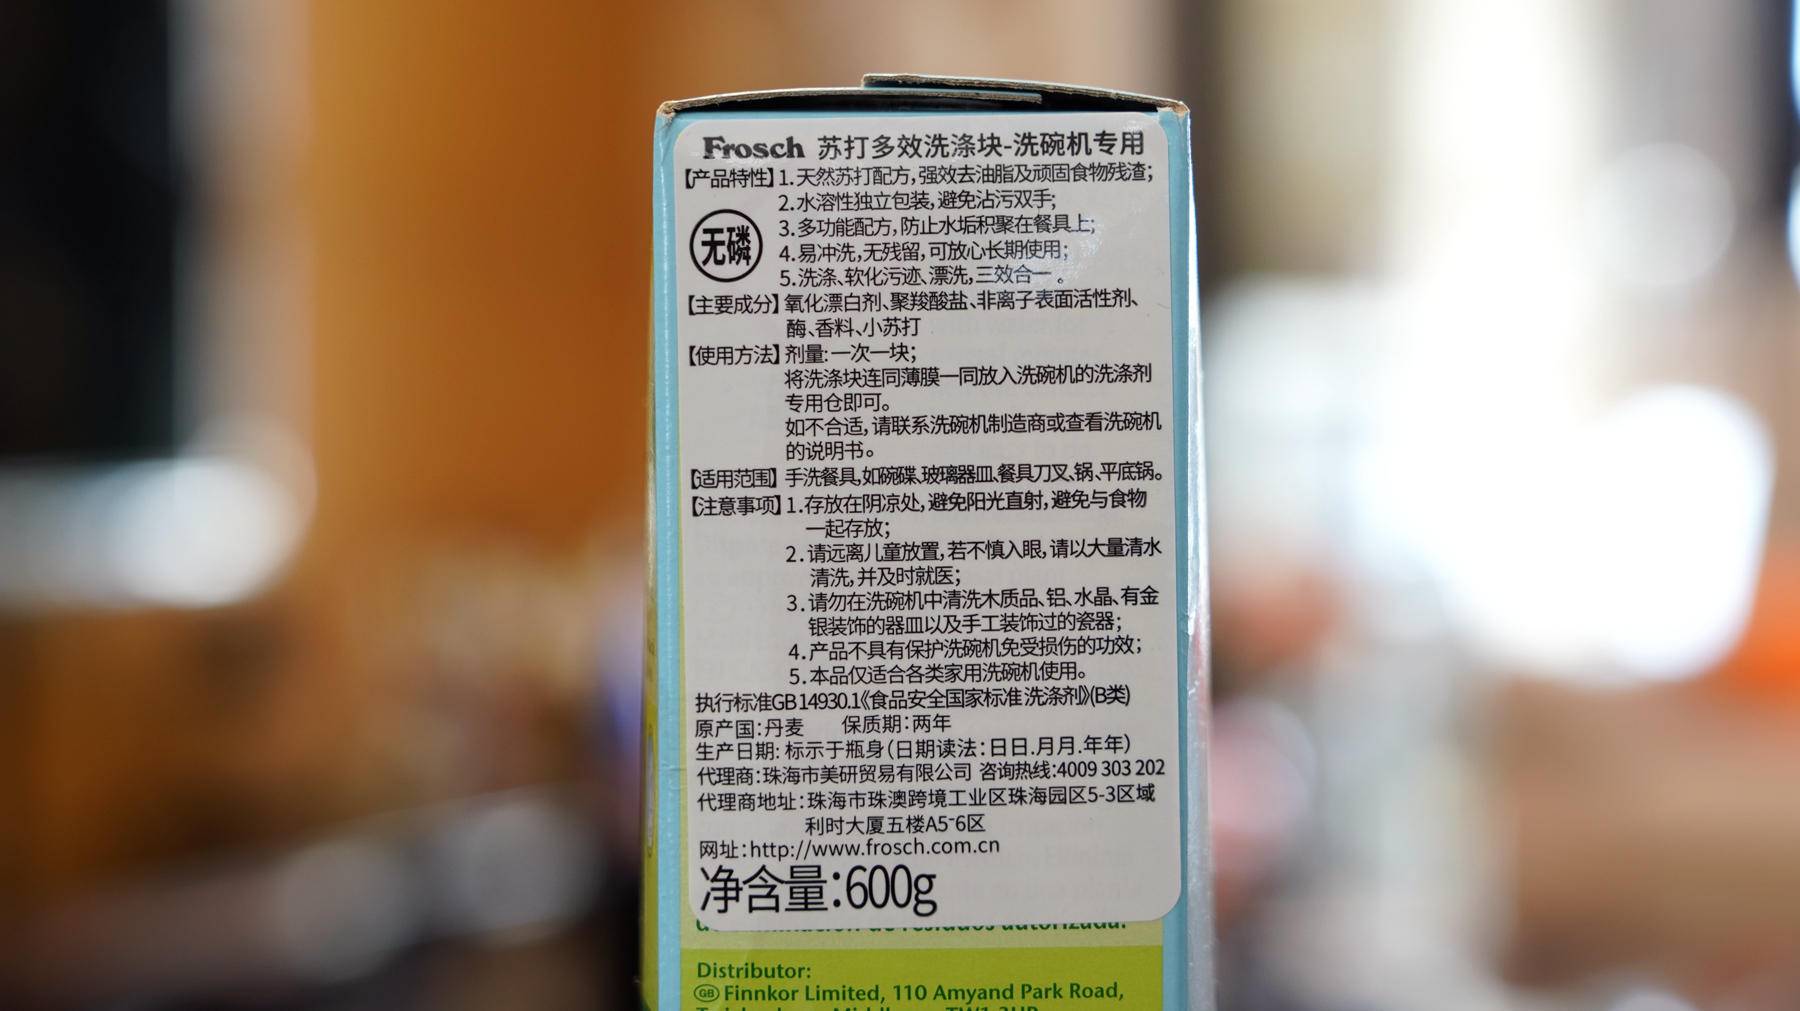 Frosch 苏打多效洗涤块-洗碗机专用
【产品特性】1.天然苏打配方,强效去油脂及顽固食物残渣;
2.水溶性独立包装,避免沾污双手;
3.多功能配方,防止水垢积聚在餐具上;
无磷
4.易冲洗,无残留,可放心长期使用;
5.洗涤、软化污迹、漂洗,三效合一。
【主要成分】氧化漂白剂、聚羧酸盐、非离子表面活性剂、
酶、香料、小苏打
【使用方法】剂量:一次一块;
将洗涤块连同薄膜一同放入洗碗机的洗涤剂
专用仓即可。
如不合适,请联系洗碗机制造商或查看洗碗机
的说明书。
【适用范围】手洗餐具,如碗碟、玻璃器皿、餐具刀叉、锅、平底锅。
【注意事项】1.存放在阴凉处,避免阳光直射,避免与食物
一起存放;
2.请远离儿童放置,若不慎入眼,请以大量清水
清洗,并及时就医;
3.请勿在洗碗机中清洗木质品、铝、水晶、有金
银装饰的器皿以及手工装饰过的瓷器;
4.产品不具有保护洗碗机免受损伤的功效;
5.本品仅适合各类家用洗碗机使用。
执行标准GB 14930.1《食品安全国家标准 洗涤剂》(B类)
原产国:丹麦 保质期:两年
生产日期:标示于瓶身(日期读法:日日.月月.年年)
代理商:珠海市美研贸易有限公司 咨询热线:4009 303 202
代理商地址:珠海市珠澳跨境工业区珠海园区5-3区域
利时大厦五楼A5-6区
网址:http://www.frosch.com.cn
净含量:600g
de residuos autorizada.
Distributor:
GB Finnkor Limited, 110 Amyand Park Road,